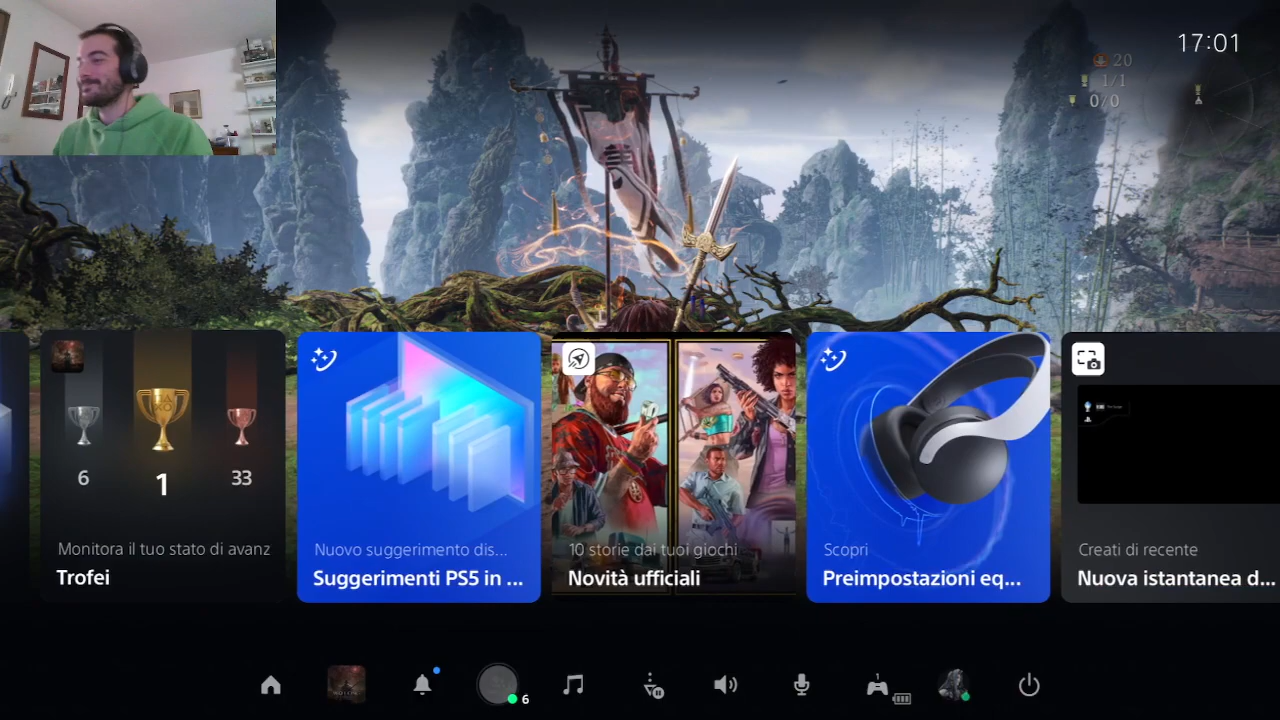 17:01
20
1/1
0/0
6
1
33
Monitora il tuo stato di avanz
Trofei
Nuovo suggerimento dis...
Suggerimenti PS5 in ...
10 storie dai tuoi giochi
Novità ufficiali
Scopri
Preimpostazioni eq...
Creati di recente
Nuova istantanea d...
6
1